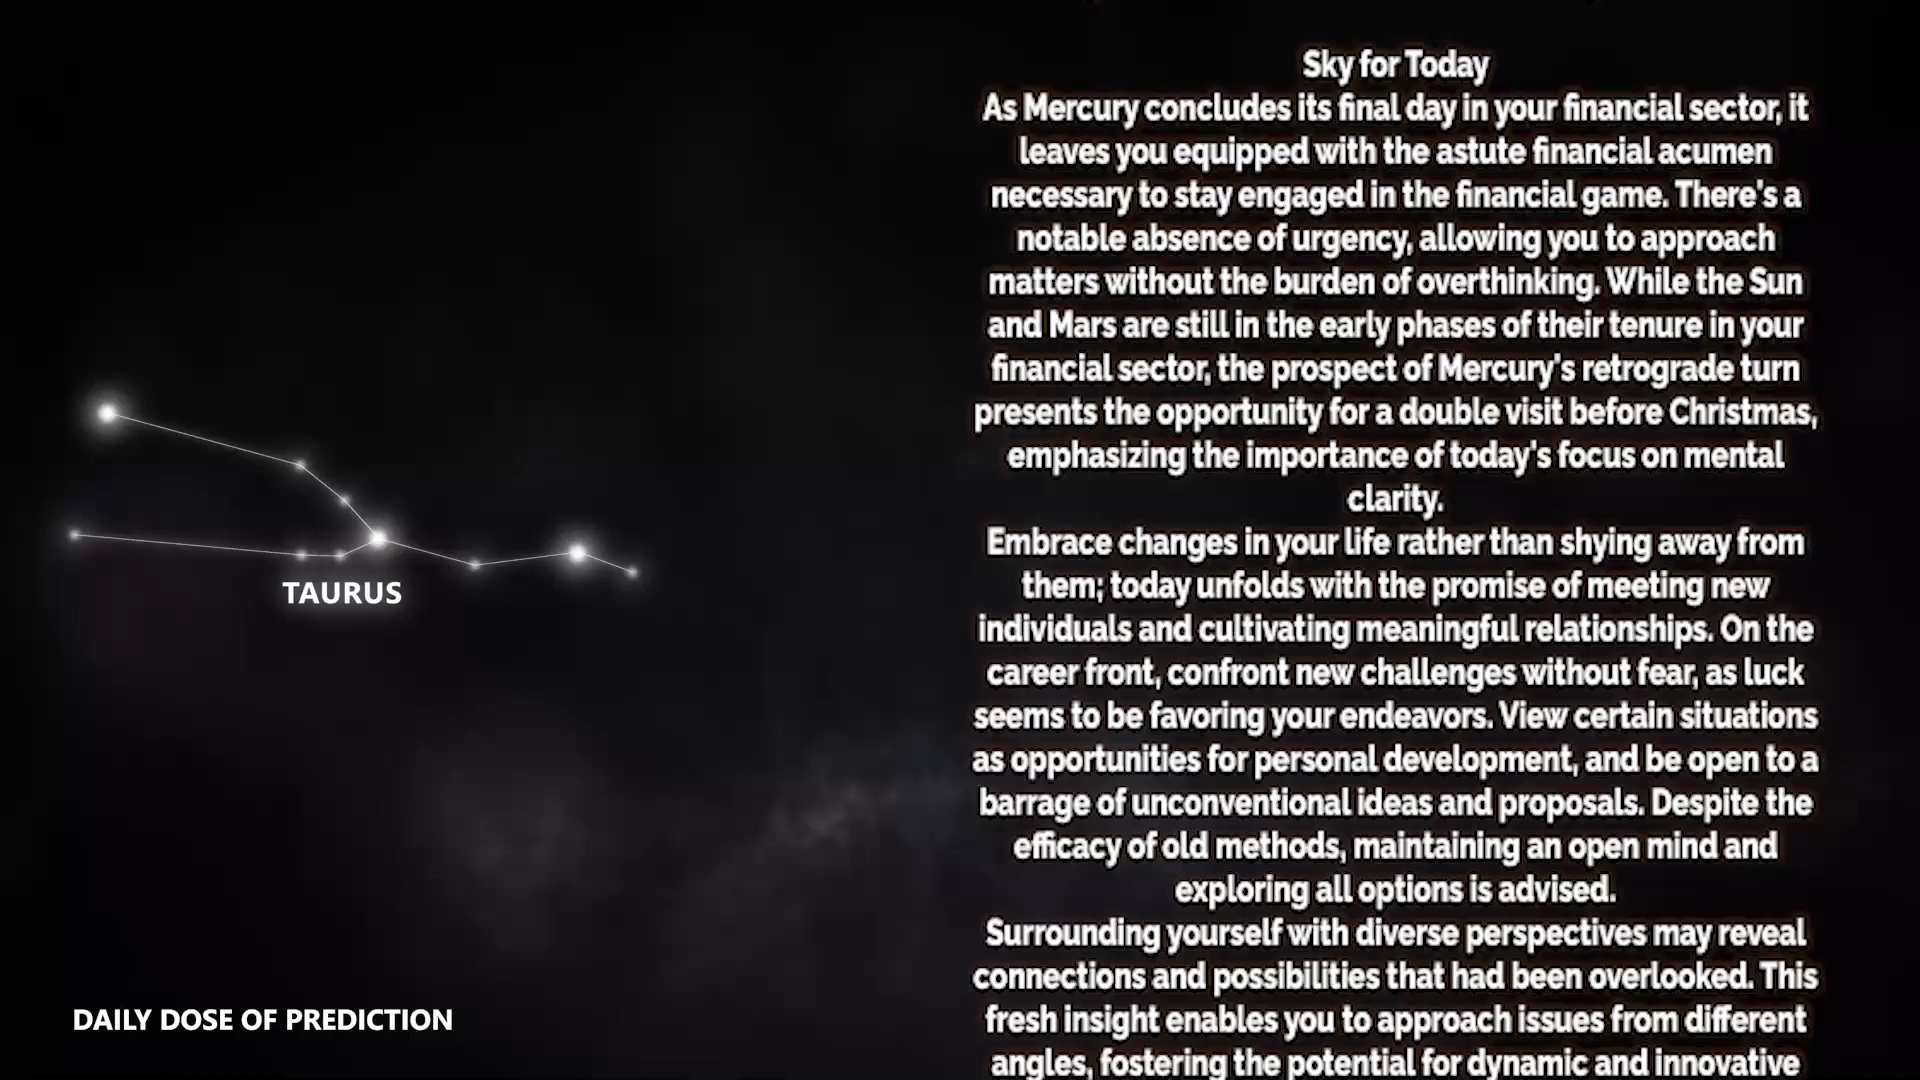 Sky for Today
As Mercury concludes its final day in your financial sector, it
leaves you equipped with the astute financial acumen
necessary to stay engaged in the financial game. There's a
notable absence of urgency, allowing you to approach
matters without the burden of overthinking. While the Sun
and Mars are still in the early phases of their tenure in your
financial sector, the prospect of Mercury's retrograde turn
presents the opportunity for a double visit before Christmas,
emphasizing the importance of today's focus on mental
clarity.
Embrace changes in your life rather than shying away from
them; today unfolds with the promise of meeting new
individuals and cultivating meaningful relationships. On the
career front, confront new challenges without fear, as luck
seems to be favoring your endeavors. View certain situations
as opportunities for personal development, and be open to a
barrage of unconventional ideas and proposals. Despite the
efficacy of old methods, maintaining an open mind and
exploring all options is advised.
Surrounding yourself with diverse perspectives may reveal
connections and possibilities that had been overlooked. This
fresh insight enables you to approach issues from different
angles, fostering the potential for dynamic and innovative
TAURUS
DAILY DOSE OF PREDICTION